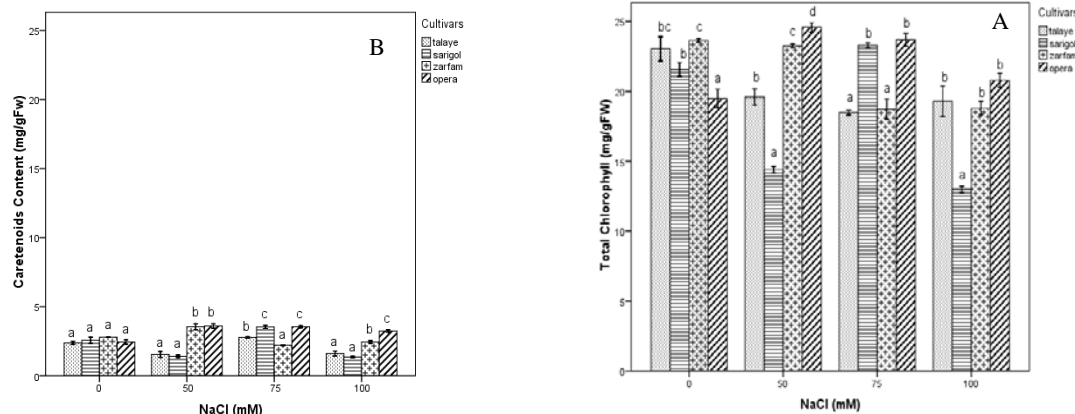 B
Cultivars
talaye
sarigol
zarfam
opera
Caretenoids Content (mg/gFw)
25
20
15
10
5
0
a a a a
a a b b
b c a c
a a b c
0 50 75 100
NaCl (mM)
A
Cultivars
talaye
sarigol
zarfam
opera
Total Chlorophyll (mg/gFW)
25
20
15
10
5
0
bc b c a
b a c d
a b a b
b a b b
0 50 75 100
NaCl (mM)